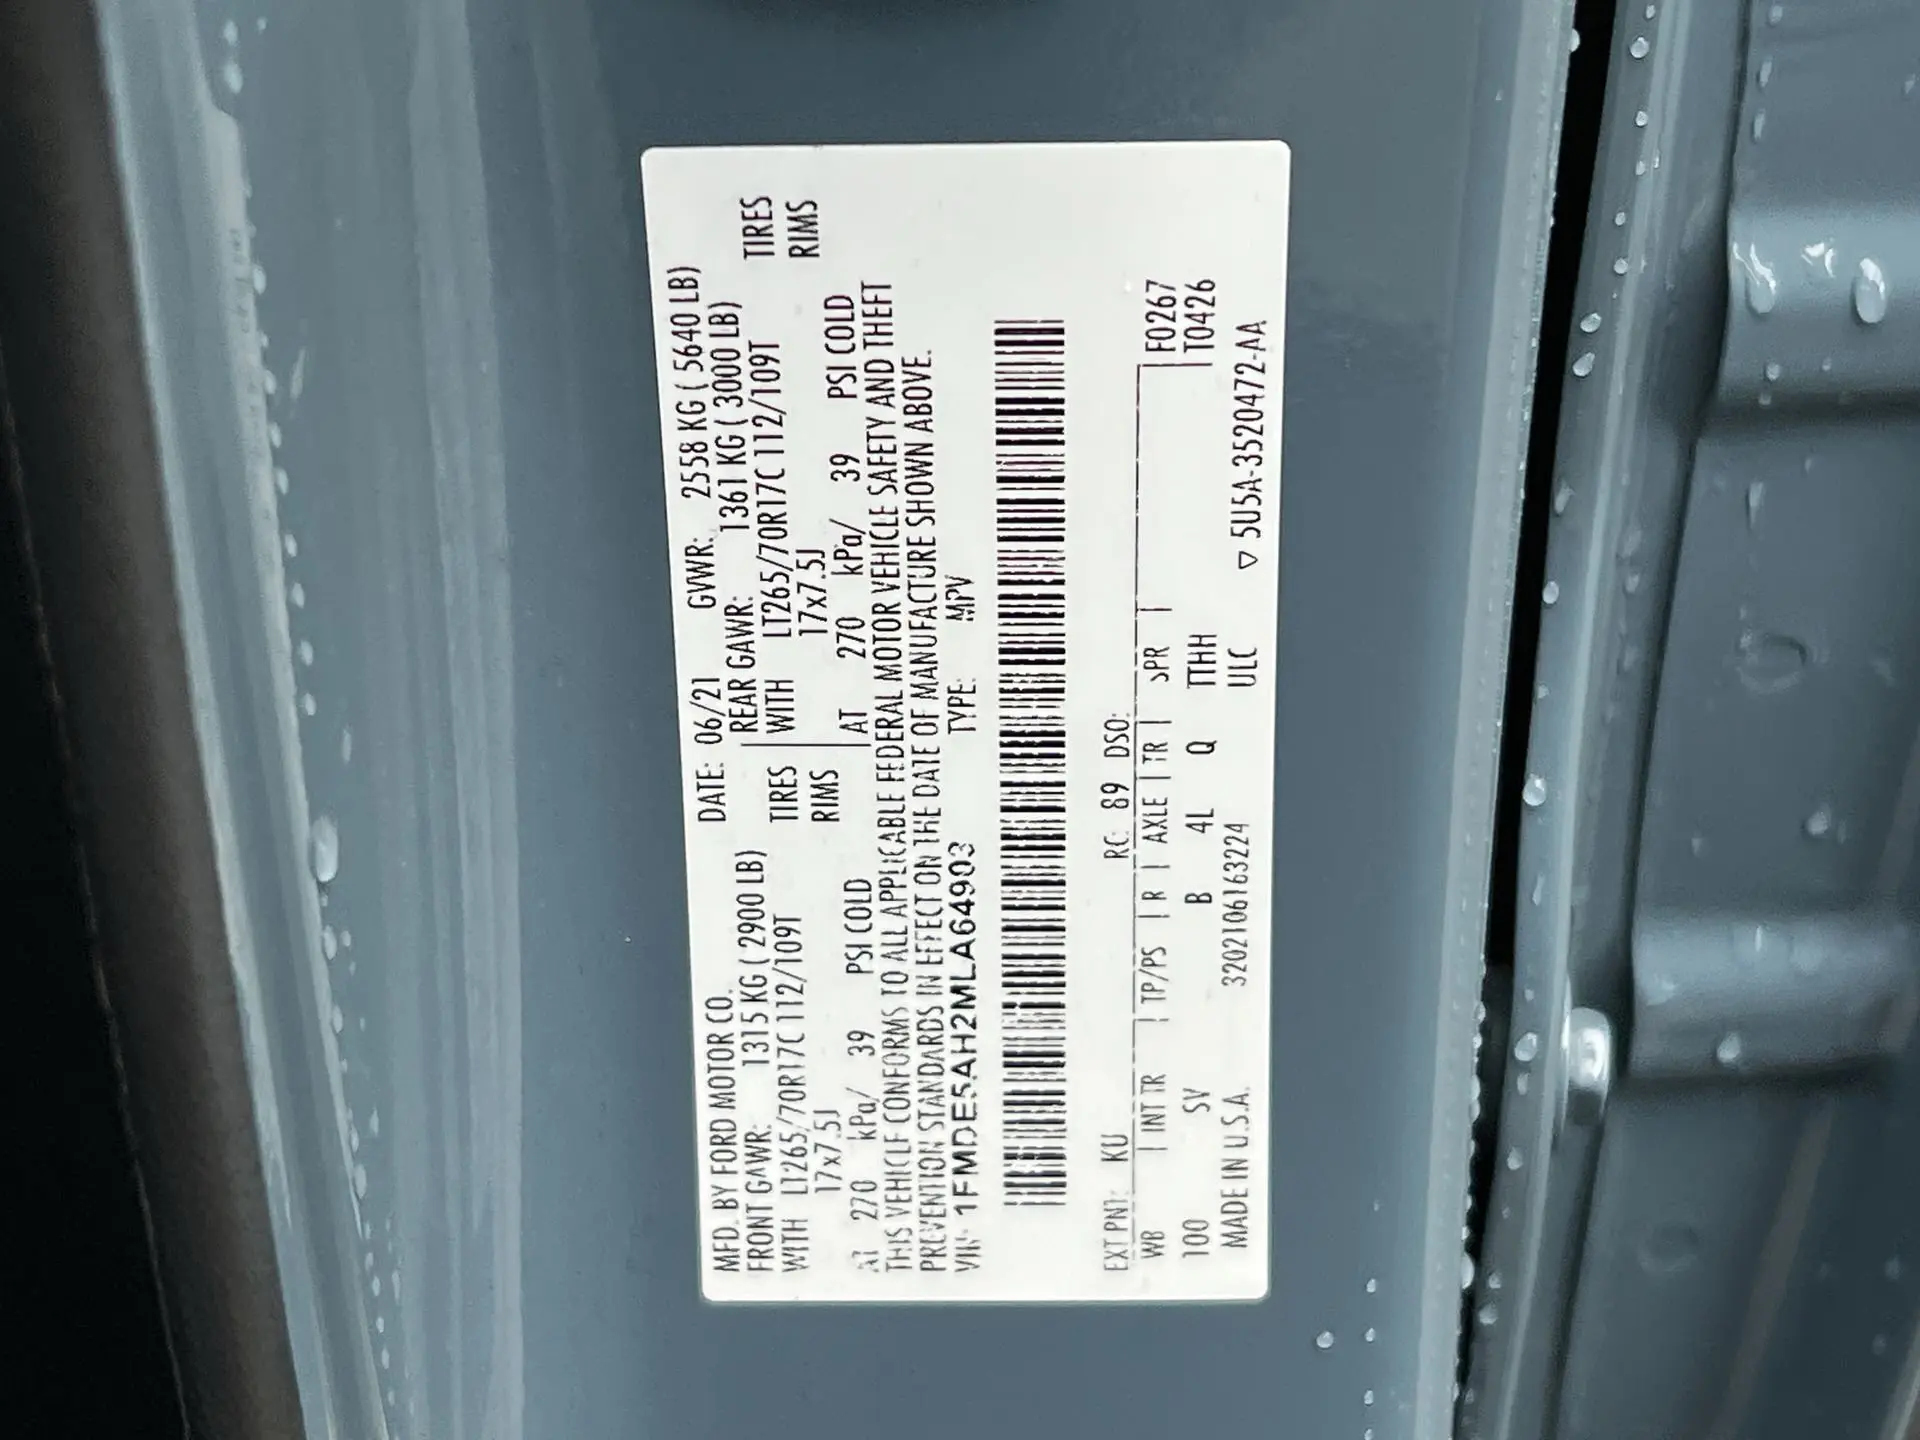 MFD. BY FORD MOTOR CO. DATE: 06/21 GVWR: 2558 KG ( 5640 LB)
FRONT GAWR: 1315 KG ( 2900 LB) REAR GAWR: 1361 KG ( 3000 LB)
WITH LT265/70R17C 112/109T TIRES WITH LT265/70R17C 112/109T TIRES
17x7.5J RIMS 17x7.5J RIMS
AT 270 kPa/ 39 PSI COLD AT 270 kPa/ 39 PSI COLD
THIS VEHICLE CONFORMS TO ALL APPLICABLE FEDERAL MOTOR VEHICLE SAFETY AND THEFT
PREVENTION STANDARDS IN EFFECT ON THE DATE OF MANUFACTURE SHOWN ABOVE.
VIN: 1FMDE5AH2MLA64903 TYPE: MPV
EXT PNT: KU RC: 89 DSO:
WB | INT TR | TP/PS | R | AXLE | TR | SPR | F0267
100 SV B 4L Q TTHH T0426
MADE IN U.S.A. 3202106163224 ULC ▽ 5U5A-3520472-AA